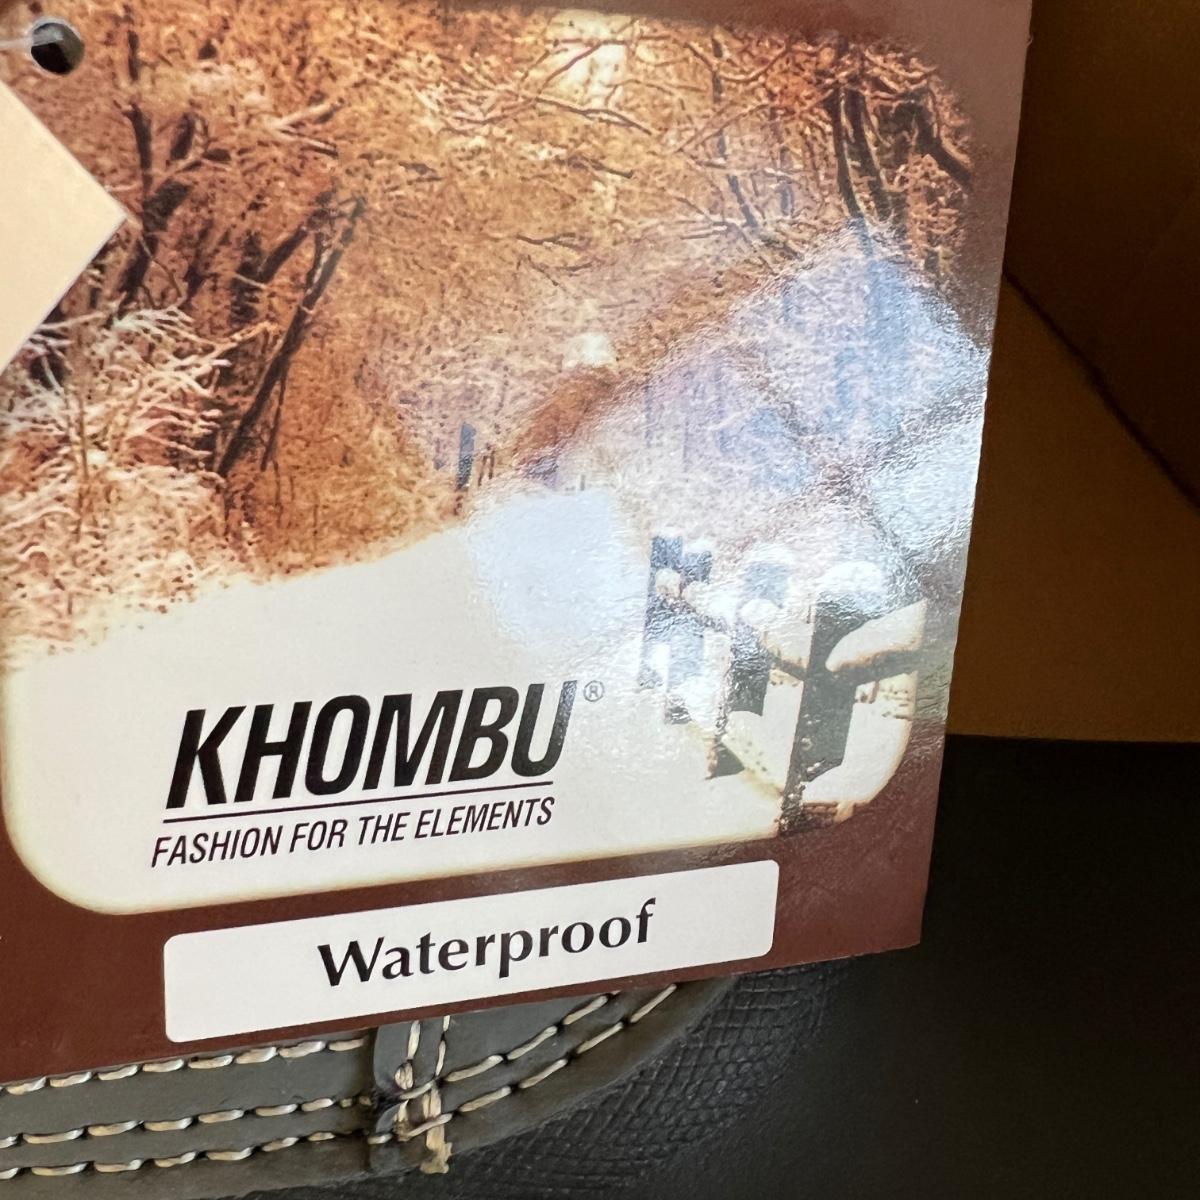 KHOMBU®
FASHION FOR THE ELEMENTS
Waterproof